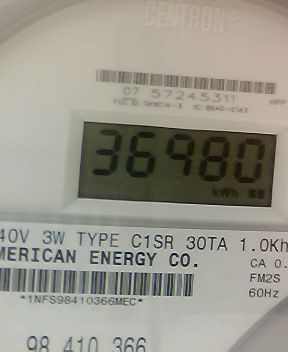 CENTRON®
07 57245311
36980
kWh
40V 3W TYPE C1SR 30TA 1.0Kh
MERICAN ENERGY CO.
CA 0.
FM2S
60Hz
*1NFS98410366MEC*
98 410 366